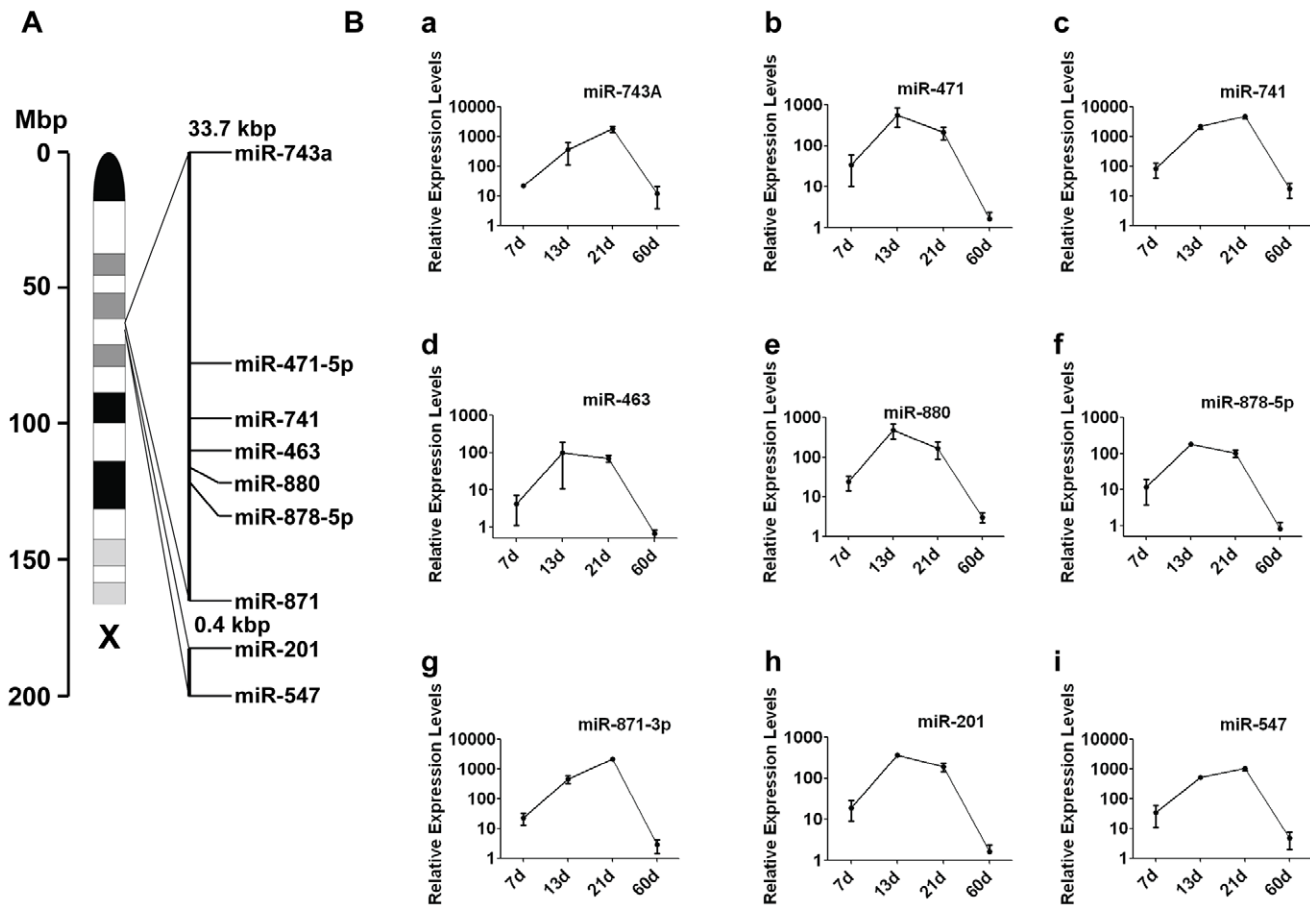 A
Mbp
0
50
100
150
200
X
33.7 kbp
miR-743a
miR-471-5p
miR-741
miR-463
miR-880
miR-878-5p
miR-871
0.4 kbp
miR-201
miR-547
B
a
miR-743A
Relative Expression Levels
10000
1000
100
10
1
7d 13d 21d 60d
b
miR-471
Relative Expression Levels
1000
100
10
1
7d 13d 21d 60d
c
miR-741
Relative Expression Levels
10000
1000
100
10
1
7d 13d 21d 60d
d
miR-463
Relative Expression Levels
1000
100
10
1
7d 13d 21d 60d
e
miR-880
Relative Expression Levels
1000
100
10
1
7d 13d 21d 60d
f
miR-878-5p
Relative Expression Levels
1000
100
10
1
7d 13d 21d 60d
g
miR-871-3p
Relative Expression Levels
10000
1000
100
10
1
7d 13d 21d 60d
h
miR-201
Relative Expression Levels
1000
100
10
1
7d 13d 21d 60d
i
miR-547
Relative Expression Levels
10000
1000
100
10
1
7d 13d 21d 60d